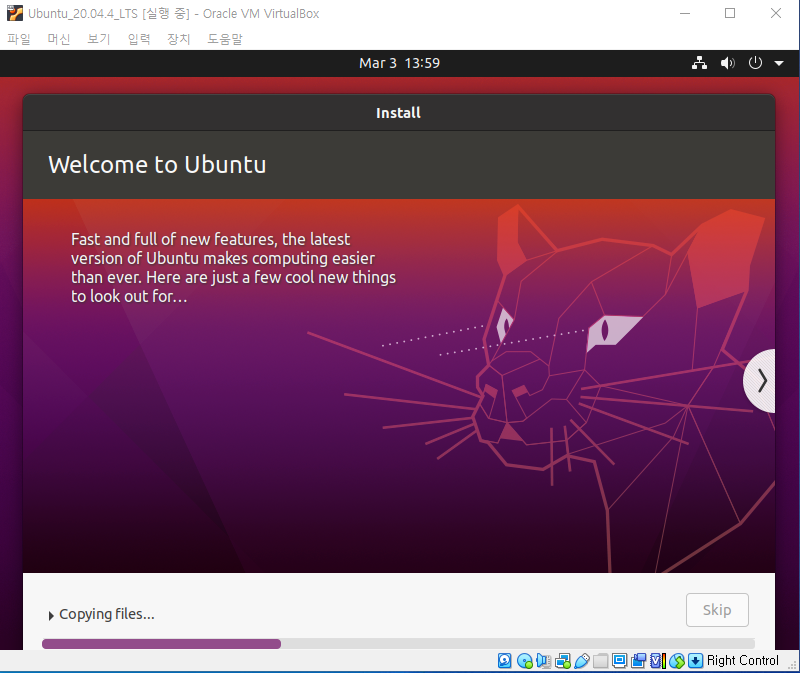 Ubuntu_20.04.4_LTS [실행 중] - Oracle VM VirtualBox
파일 머신 보기 입력 장치 도움말
Mar 3 13:59
Install
Welcome to Ubuntu
Fast and full of new features, the latest
version of Ubuntu makes computing easier
than ever. Here are just a few cool new things
to look out for...
Copying files...
Skip
Right Control